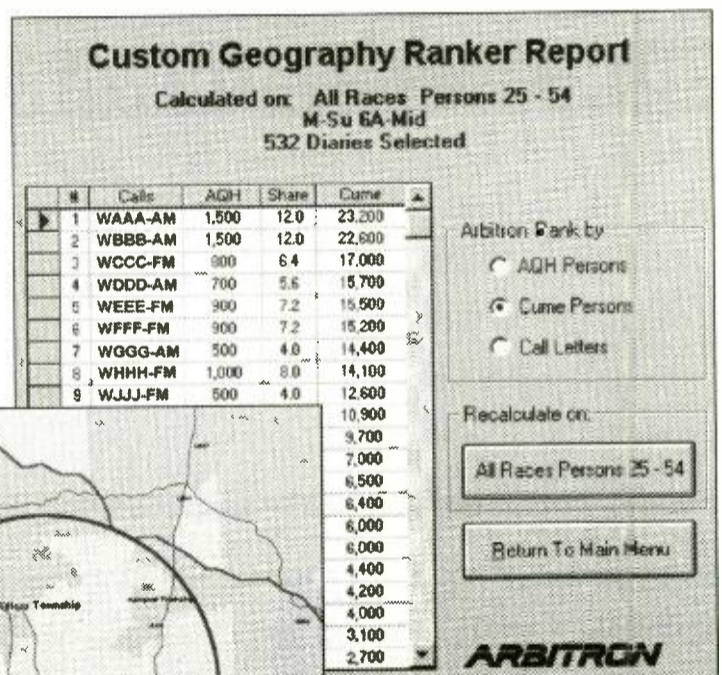 Custom Geography Ranker Report
Calculated on: All Races Persons 25 - 54
M-Su 6A-Mid
532 Diaries Selected
# Calls AQH Share Cume
1 WAAA-AM 1,500 12.0 23,200
2 WBBB-AM 1,500 12.0 22,600
3 WCCC-FM 800 6.4 17,000
4 WDDD-AM 700 5.6 15,700
5 WEEE-FM 900 7.2 15,500
6 WFFF-FM 900 7.2 15,200
7 WGGG-AM 500 4.0 14,400
8 WHHH-FM 1,000 8.0 14,100
9 WJJJ-FM 500 4.0 12,600
10,900
9,700
7,000
6,500
6,400
6,000
6,000
4,400
4,200
4,000
3,100
2,700
Arbitron Rank by
AQH Persons
Cume Persons
Call Letters
Recalculate on:
All Races Persons 25 - 54
Return To Main Menu
ARBITRON
Township